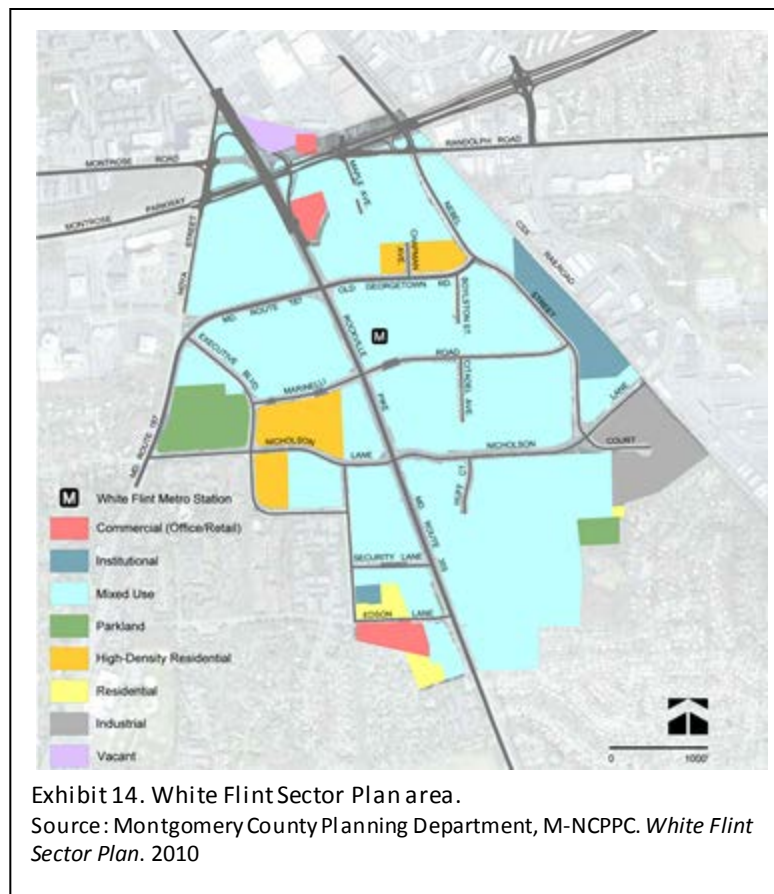 MONTROSE ROAD
RANDOLPH ROAD
MONTROSE PARKWAY
MAPLE AVE.
NEBEL
STREET
CSX RAILROAD
HOYA STREET
CHAPMAN AVE.
MD. ROUTE 187
OLD GEORGETOWN RD.
BOYLSTON ST.
ROCKVILLE
PIKE
M
EXECUTIVE BLVD
MARINELLI
ROAD
CITADEL AVE.
LANE
MD. ROUTE 187
NICHOLSON
LANE
NICHOLSON
COURT
HUFF CT
MD. ROUTE 355
SECURITY LANE
EDSON LANE
M White Flint Metro Station
Commercial (Office/Retail)
Institutional
Mixed Use
Parkland
High-Density Residential
Residential
Industrial
Vacant
0 1000'
Exhibit 14. White Flint Sector Plan area.
Source: Montgomery County Planning Department, M-NCPPC. White Flint
Sector Plan. 2010